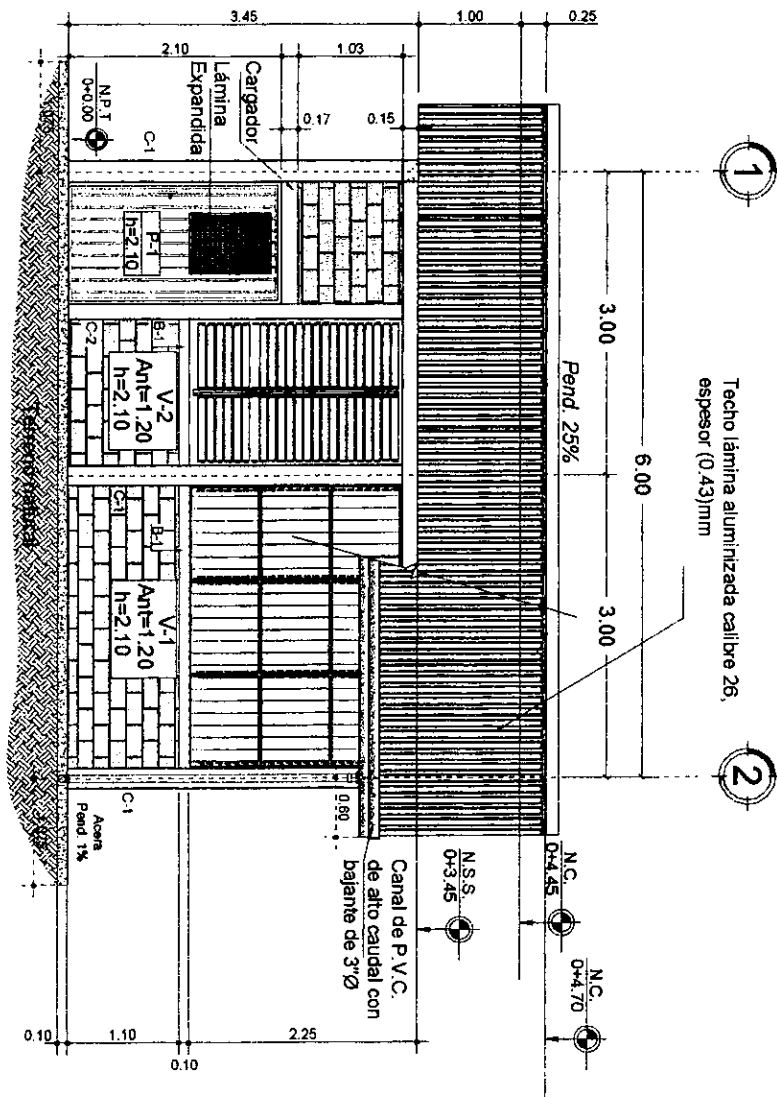 1
2
3.00
3.00
6.00
Pend. 25%
Techo lámina aluminizada calibre 26,
espesor (0.43)mm
3.45
1.00
0.25
2.10
1.03
0.17
0.15
Cargador
Lámina
Expandida
N.P.T
0+0.00
C-1
P-1
h=2.10
B-1
C-2
V-2
Ant=1.20
h=2.10
C-1
B-1
V-1
Ant=1.20
h=2.10
Terreno natural
C-1
Acera
Pend. 1%
0.60
Canal de P.V.C.
de alto caudal con
bajante de 3"Ø
N.S.S.
0+3.45
N.C.
0+4.45
N.C.
0+4.70
0.10
1.10
0.10
2.25